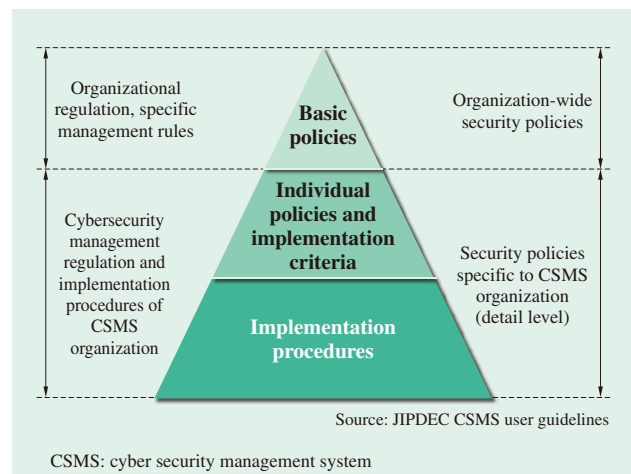 Organizational
regulation, specific
management rules
Basic
policies
Organization-wide
security policies
Cybersecurity
management
regulation and
implementation
procedures of
CSMS
organization
Individual
policies and
implementation
criteria
Implementation
procedures
Security policies
specific to CSMS
organization
(detail level)
Source: JIPDEC CSMS user guidelines
CSMS: cyber security management system